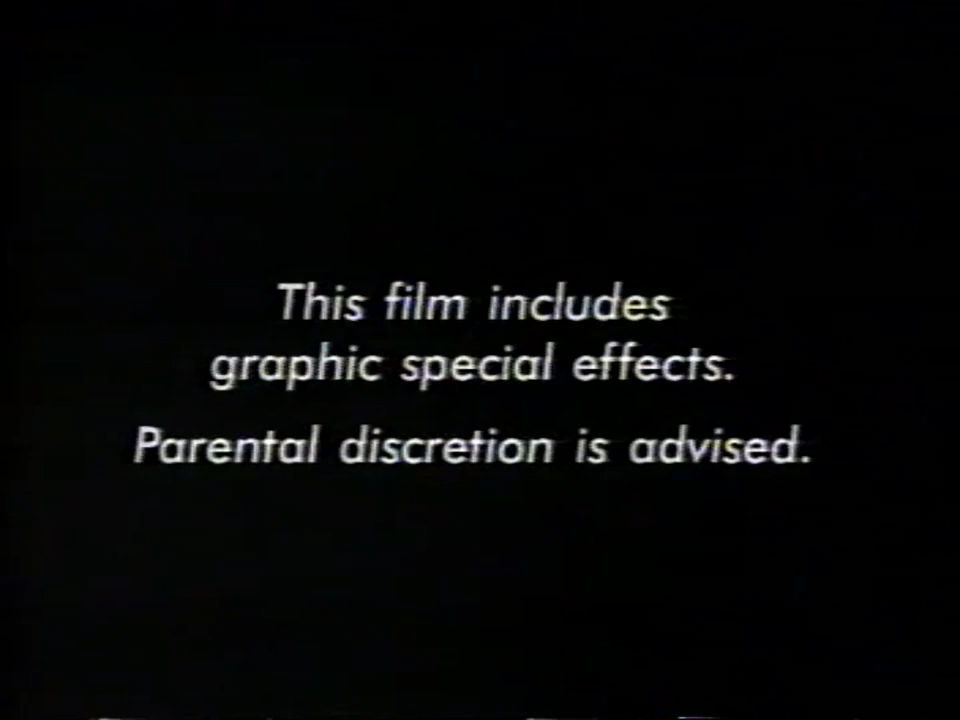 This film includes
graphic special effects.
Parental discretion is advised.